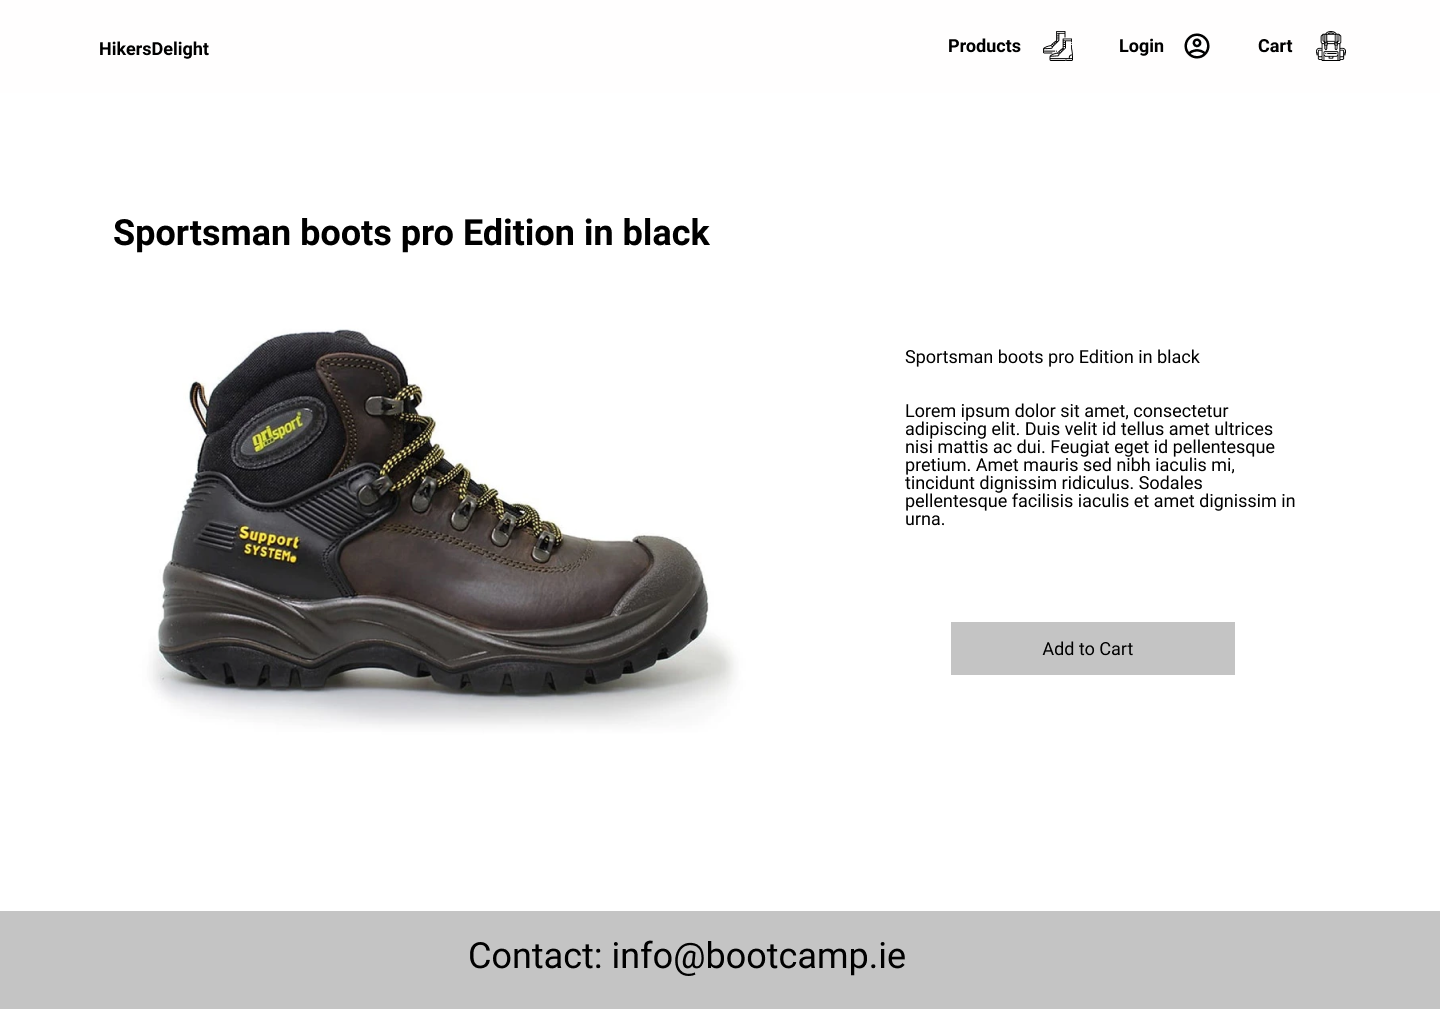 HikersDelight
Products
Login
Cart
Sportsman boots pro Edition in black
grisport
Support
SYSTEM
Sportsman boots pro Edition in black
Lorem ipsum dolor sit amet, consectetur
adipiscing elit. Duis velit id tellus amet ultrices
nisi mattis ac dui. Feugiat eget id pellentesque
pretium. Amet mauris sed nibh iaculis mi,
tincidunt dignissim ridiculus. Sodales
pellentesque facilisis iaculis et amet dignissim in
urna.
Add to Cart
Contact: info@bootcamp.ie